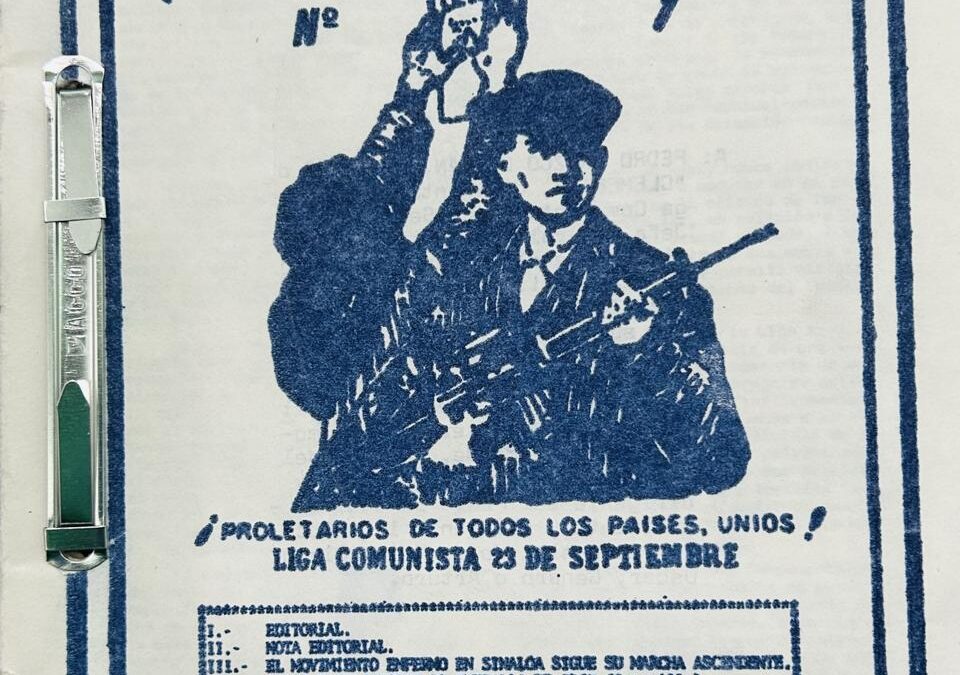 Nº
ACCO
¡PROLETARIOS DE TODOS LOS PAISES, UNIOS!
LIGA COMUNISTA 23 DE SEPTIEMBRE
I.- EDITORIAL.
II.- NOTA EDITORIAL.
III.- EL MOVIMIENTO ENFERMO EN SINALOA SIGUE SU MARCHA ASCENDENTE.